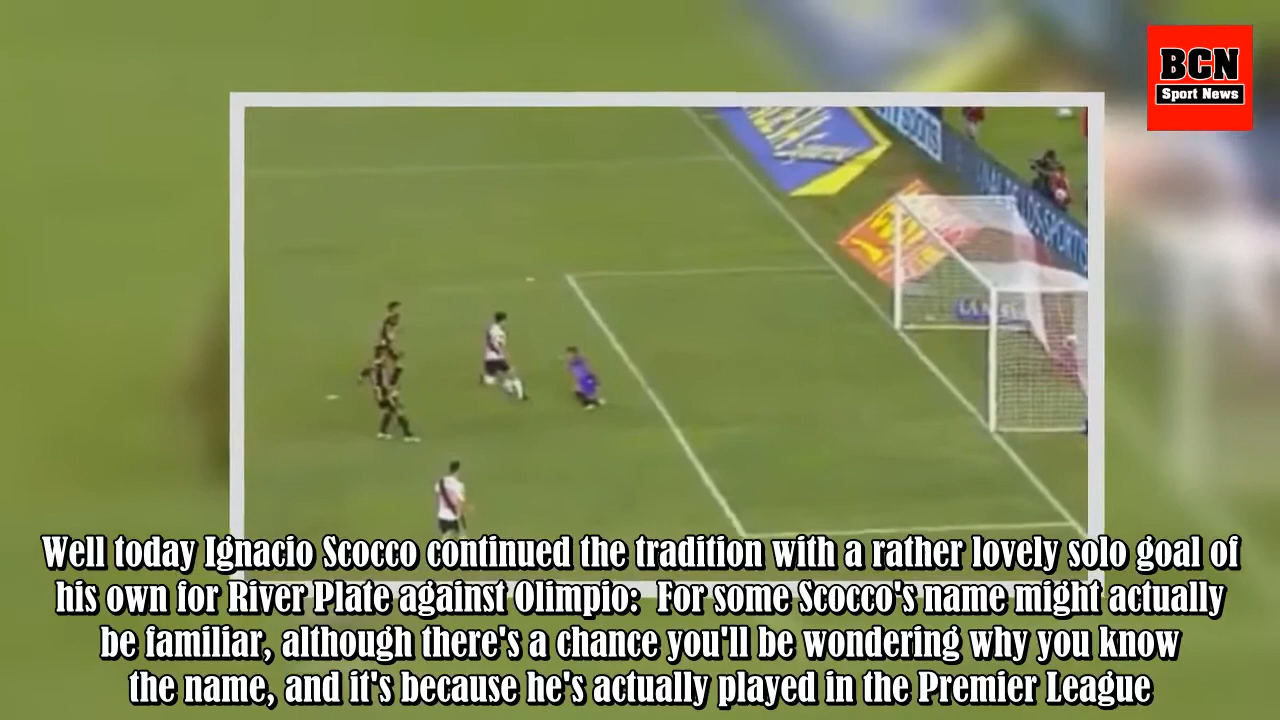 BCN
Sport News
Well today Ignacio Scocco continued the tradition with a rather lovely solo goal of
his own for River Plate against Olimpio: For some Scocco's name might actually
be familiar, although there's a chance you'll be wondering why you know
the name, and it's because he's actually played in the Premier League